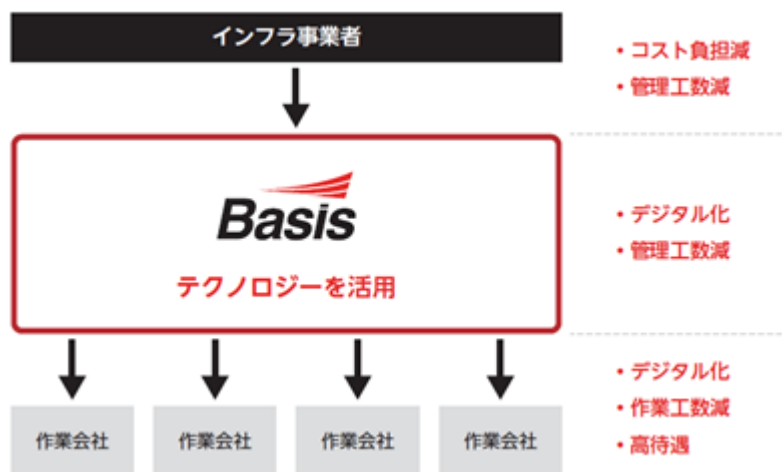 インフラ事業者
・コスト負担減
・管理工数減
Basis
テクノロジーを活用
・デジタル化
・管理工数減
作業会社
作業会社
作業会社
作業会社
・デジタル化
・作業工数減
・高待遇